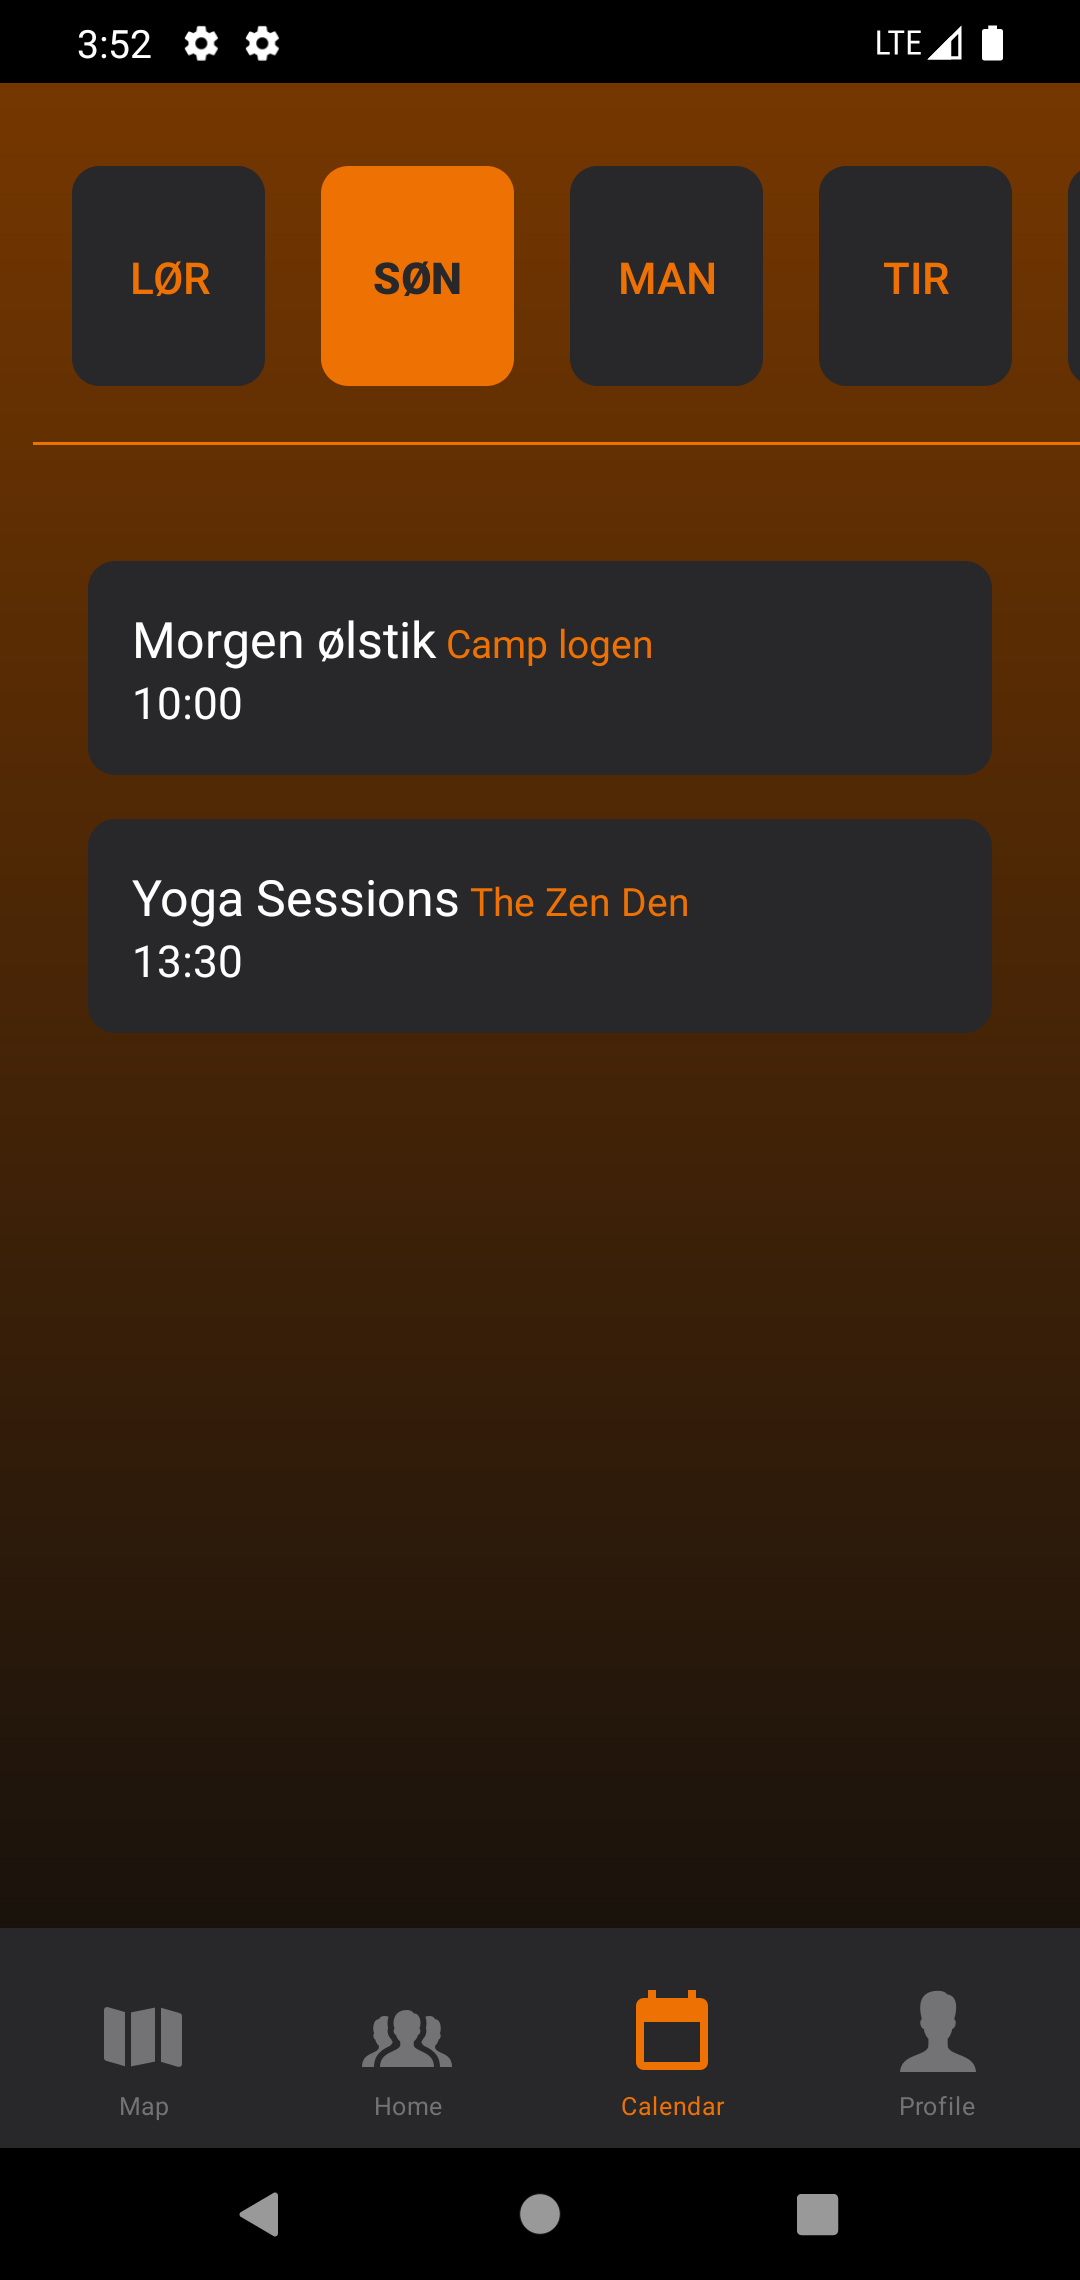 3:52 LTE
LØR SØN MAN TIR
Morgen ølstik Camp logen
10:00
Yoga Sessions The Zen Den
13:30
Map Home Calendar Profile